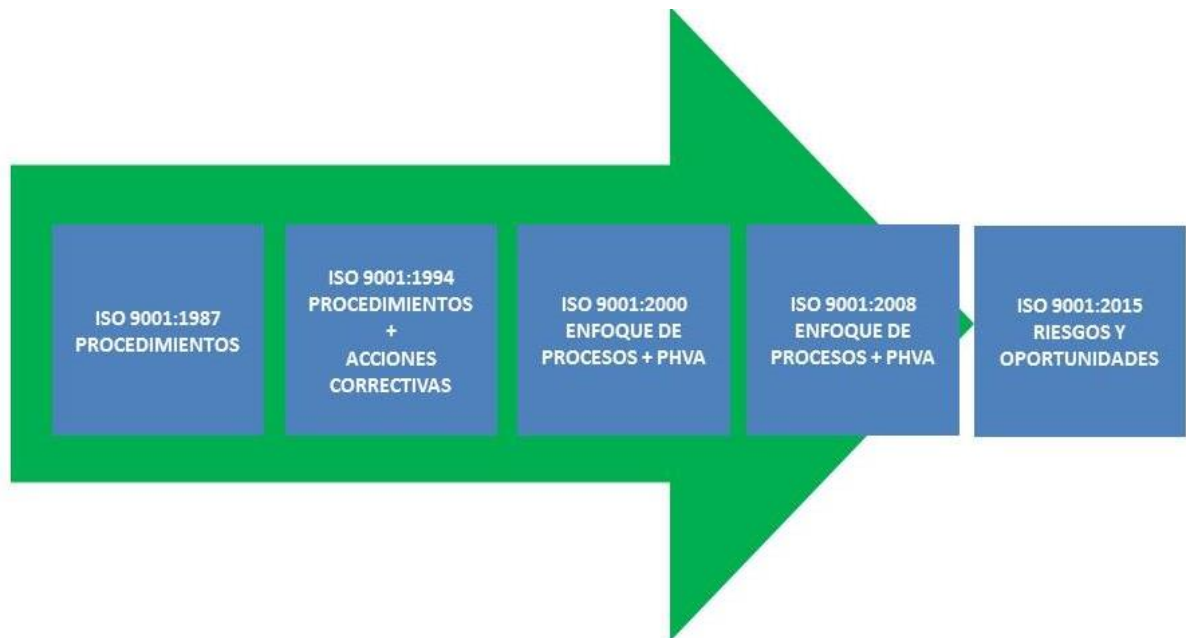 ISO 9001:1987
PROCEDIMIENTOS
ISO 9001:1994
PROCEDIMIENTOS
+
ACCIONES
CORRECTIVAS
ISO 9001:2000
ENFOQUE DE
PROCESOS + PHVA
ISO 9001:2008
ENFOQUE DE
PROCESOS + PHVA
ISO 9001:2015
RIESGOS Y
OPORTUNIDADES